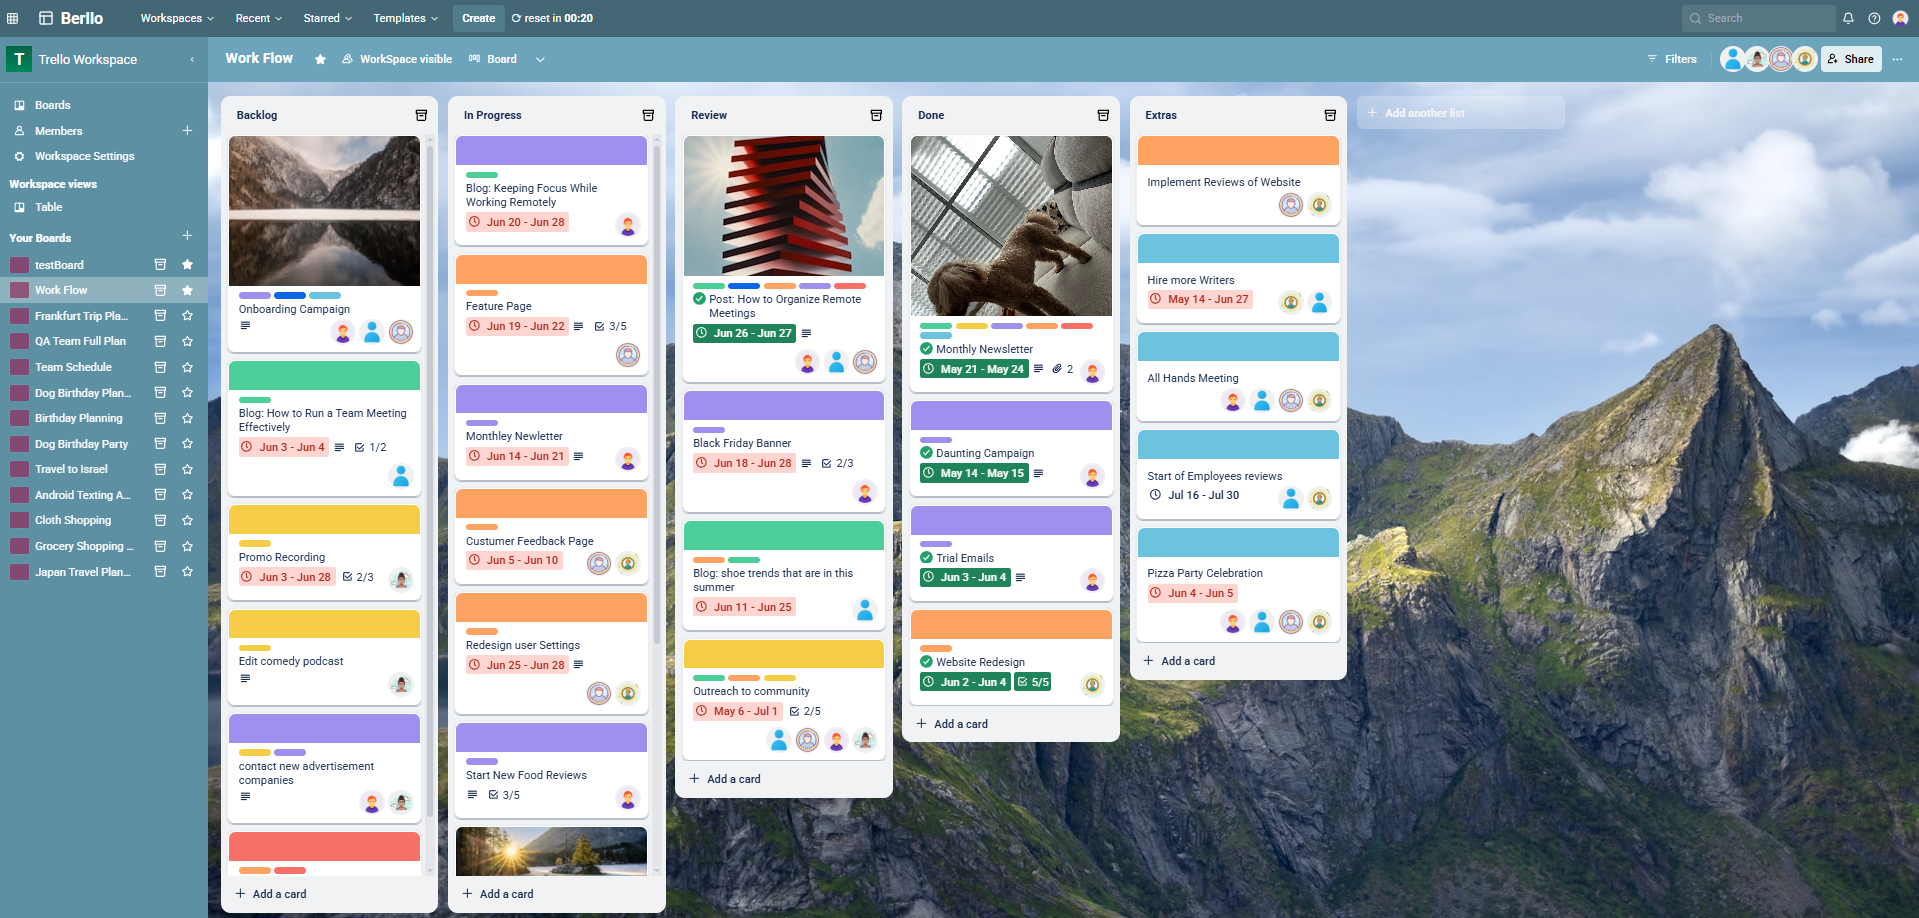 Berllo
Workspaces
Recent
Starred
Templates
Create
reset in 00:20
Search
T
Trello Workspace
Boards
Members
Workspace Settings
Workspace views
Table
Your Boards
testBoard
Work Flow
Frankfurt Trip Pla...
QA Team Full Plan
Team Schedule
Dog Birthday Plan...
Birthday Planning
Dog Birthday Party
Travel to Israel
Android Texting A...
Cloth Shopping
Grocery Shopping ...
Japan Travel Plan...
Work Flow
WorkSpace visible
Board
Filters
Share
Backlog
Onboarding Campaign
Blog: How to Run a Team Meeting
Effectively
Jun 3 - Jun 4
1/2
Promo Recording
Jun 3 - Jun 28
2/3
Edit comedy podcast
contact new advertisement
companies
Add a card
In Progress
Blog: Keeping Focus While
Working Remotely
Jun 20 - Jun 28
Feature Page
Jun 19 - Jun 22
3/5
Monthley Newletter
Jun 14 - Jun 21
Custumer Feedback Page
Jun 5 - Jun 10
Redesign user Settings
Jun 25 - Jun 28
Start New Food Reviews
3/5
Add a card
Review
Post: How to Organize Remote
Meetings
Jun 26 - Jun 27
Black Friday Banner
Jun 18 - Jun 28
2/3
Blog: shoe trends that are in this
summer
Jun 11 - Jun 25
Outreach to community
May 6 - Jul 1
2/5
Add a card
Done
Monthly Newsletter
May 21 - May 24
2
Daunting Campaign
May 14 - May 15
Trial Emails
Jun 3 - Jun 4
Website Redesign
Jun 2 - Jun 4
5/5
Add a card
Extras
Implement Reviews of Website
Hire more Writers
May 14 - Jun 27
All Hands Meeting
Start of Employees reviews
Jul 16 - Jul 30
Pizza Party Celebration
Jun 4 - Jun 5
Add a card
Add another list